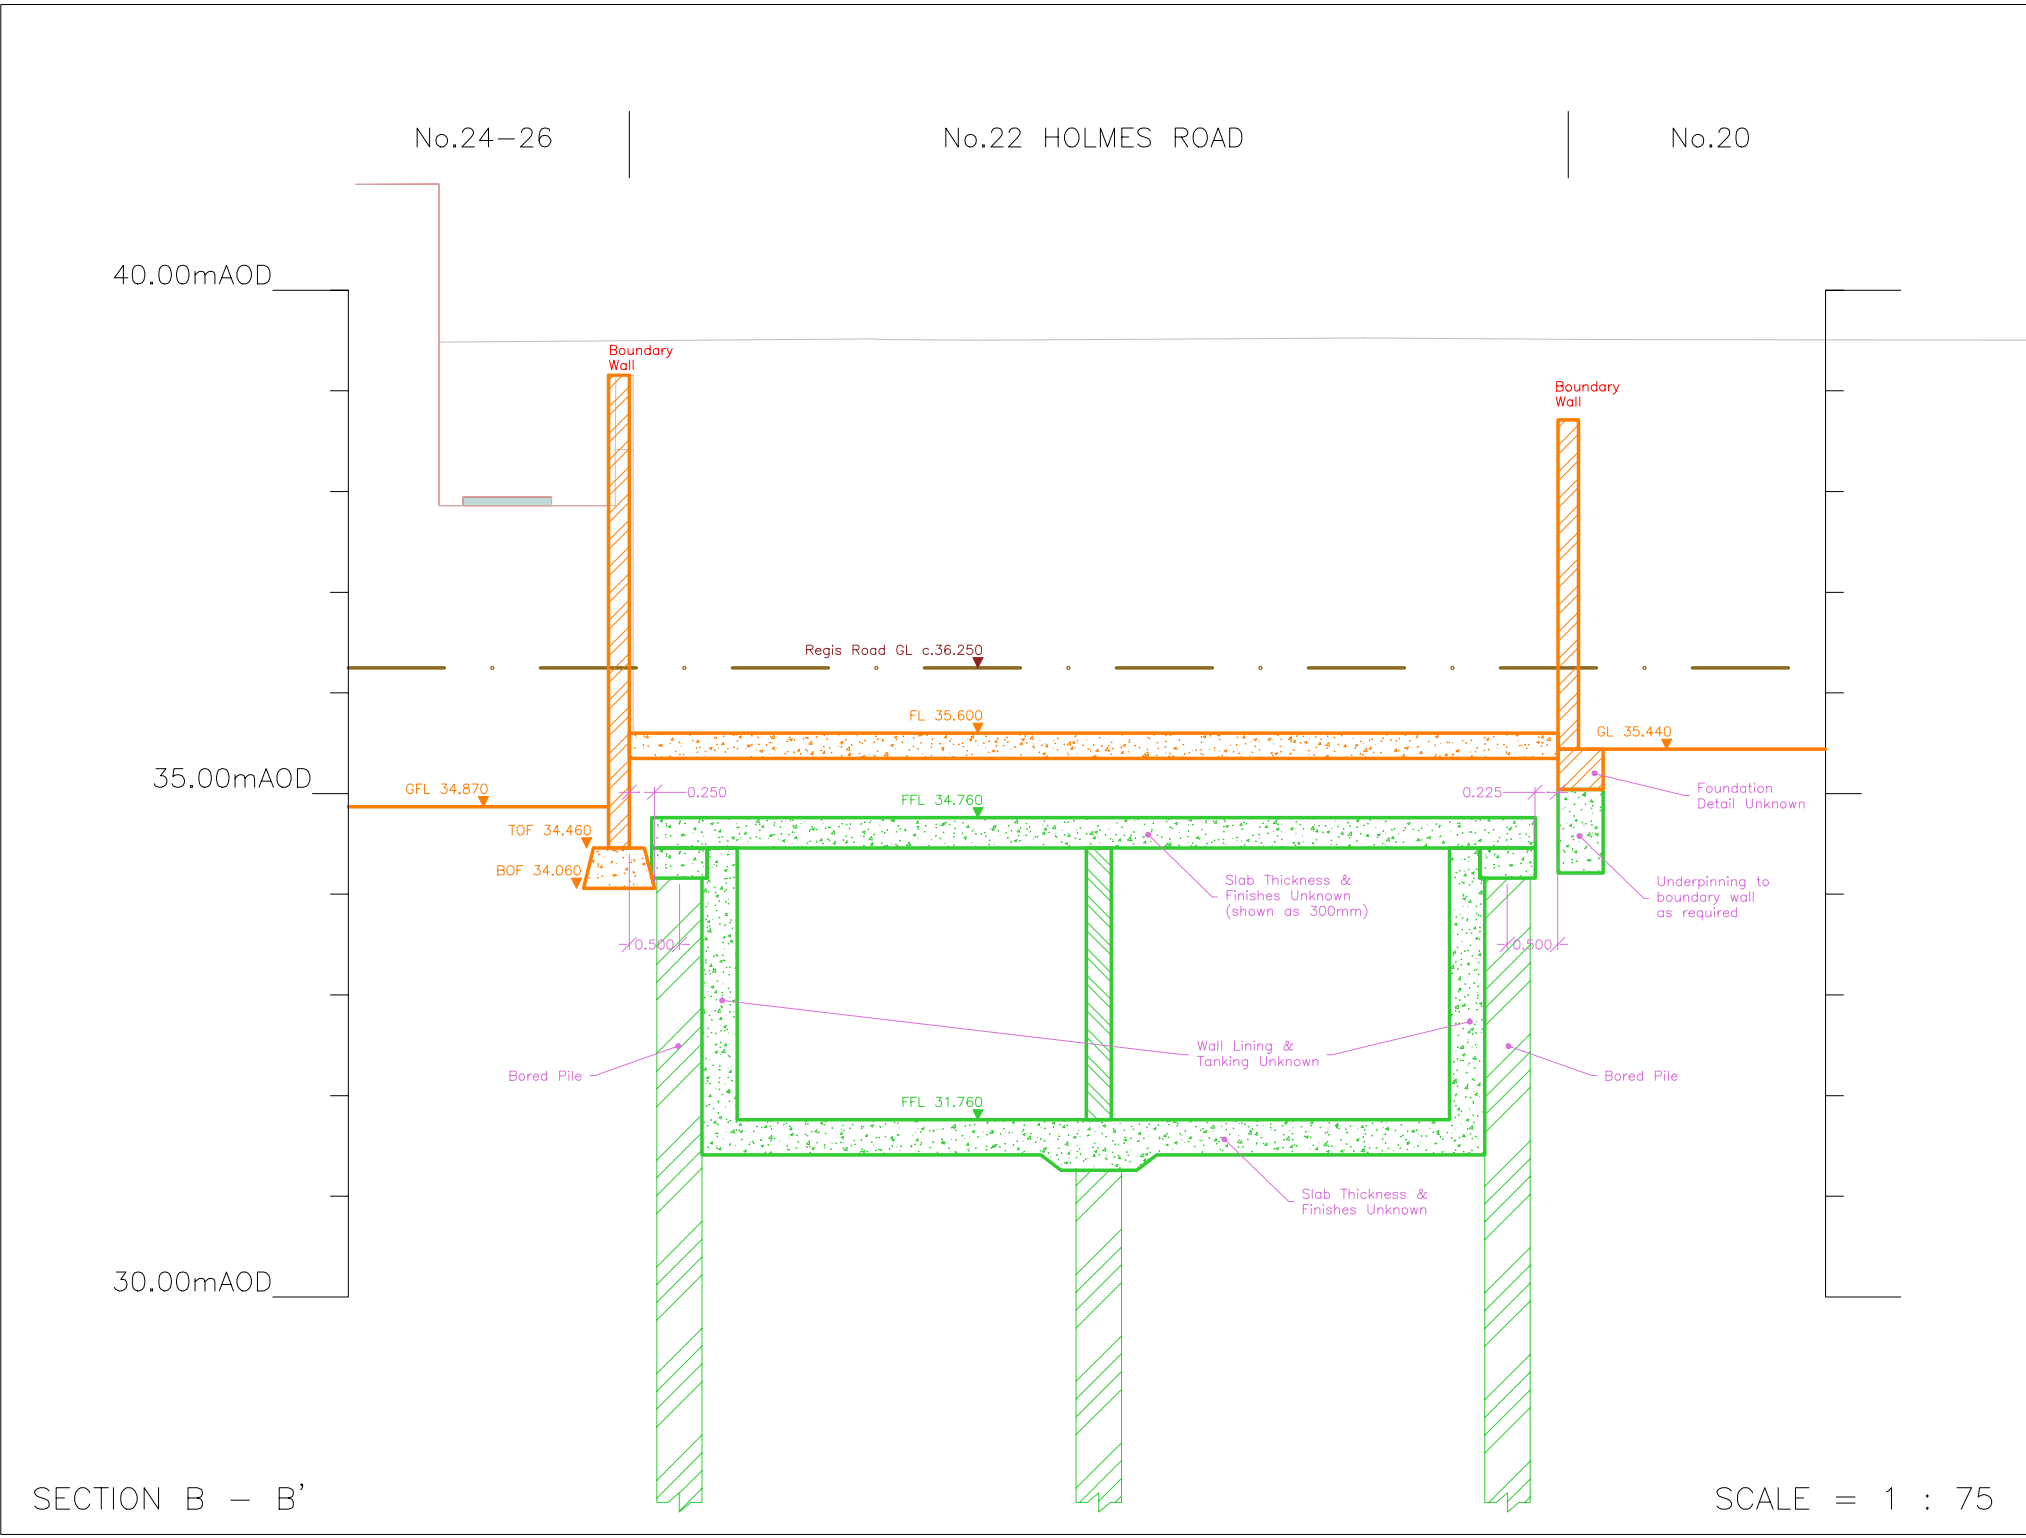 No.24-26
No.22 HOLMES ROAD
No.20
40.00mAOD
Boundary
Wall
Boundary
Wall
Regis Road GL c.36.250
FL 35.600
GL 35.440
35.00mAOD
GFL 34.870
0.250
FFL 34.760
0.225
Foundation
Detail Unknown
TOF 34.460
BOF 34.060
Slab Thickness &
Finishes Unknown
(shown as 300mm)
Underpinning to
boundary wall
as required
0.500
0.500
Wall Lining &
Tanking Unknown
Bored Pile
Bored Pile
FFL 31.760
Slab Thickness &
Finishes Unknown
30.00mAOD
SECTION B - B'
SCALE = 1 : 75